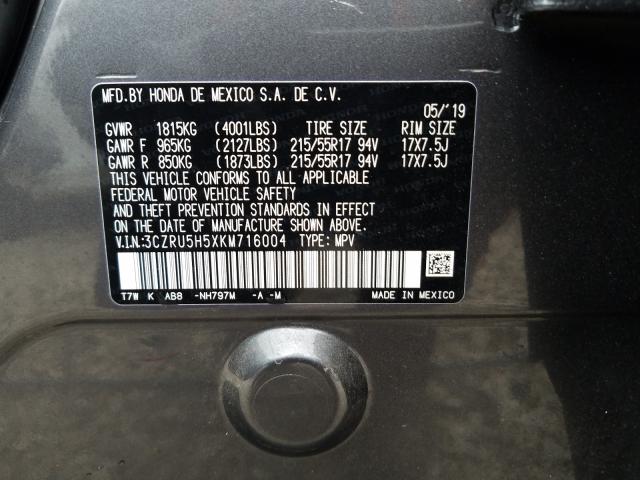 MFD.BY HONDA DE MEXICO S.A. DE C.V.
05/'19
GVWR 1815KG (4001LBS) TIRE SIZE RIM SIZE
GAWR F 965KG (2127LBS) 215/55R17 94V 17X7.5J
GAWR R 850KG (1873LBS) 215/55R17 94V 17X7.5J
THIS VEHICLE CONFORMS TO ALL APPLICABLE
FEDERAL MOTOR VEHICLE SAFETY
AND THEFT PREVENTION STANDARDS IN EFFECT
ON THE DATE OF MANUFACTURE SHOWN ABOVE.
V.I.N.:3CZRU5H5XKM716004 TYPE: MPV
T7W K AB8 -NH797M -A -M MADE IN MEXICO